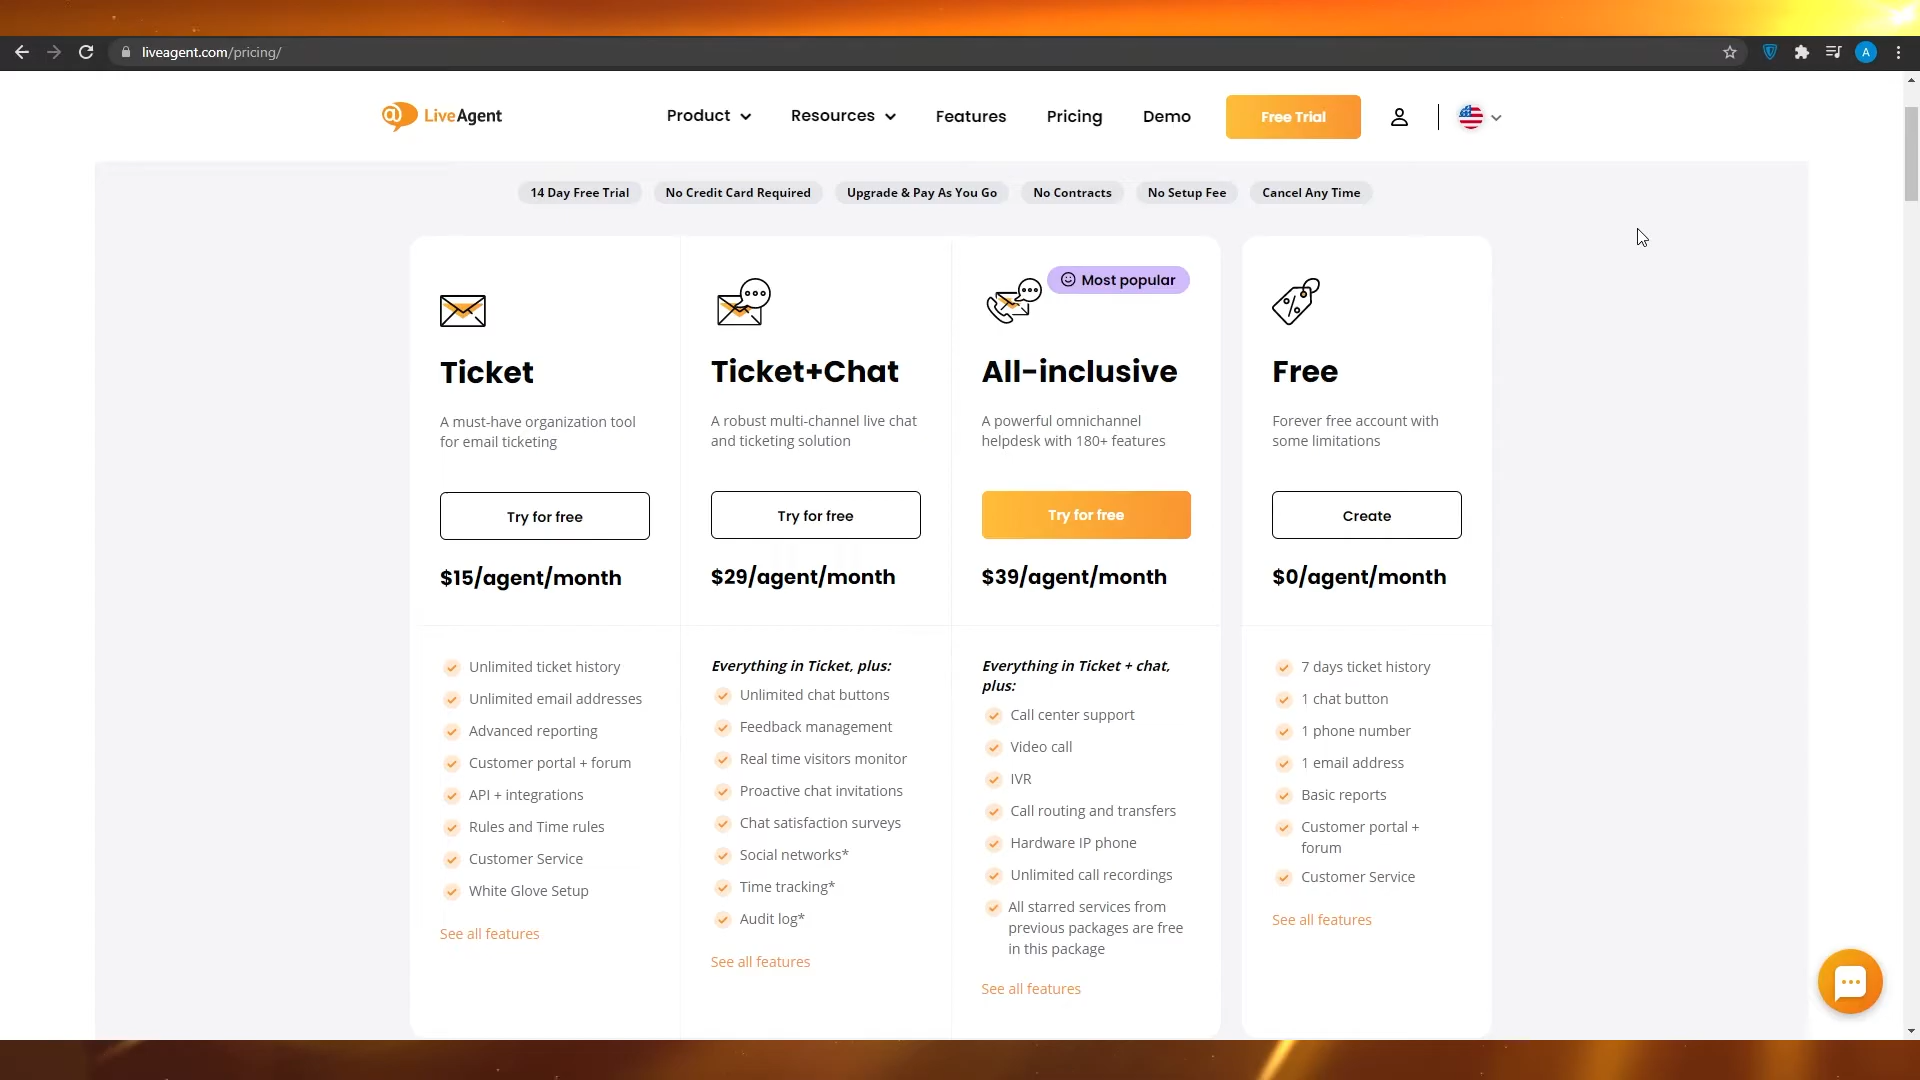 liveagent.com/pricing/
A
LiveAgent
Product
Resources
Features
Pricing
Demo
Free Trial
14 Day Free Trial
No Credit Card Required
Upgrade & Pay As You Go
No Contracts
No Setup Fee
Cancel Any Time
Ticket
A must-have organization tool
for email ticketing
Try for free
$15/agent/month
Unlimited ticket history
Unlimited email addresses
Advanced reporting
Customer portal + forum
API + integrations
Rules and Time rules
Customer Service
White Glove Setup
See all features
Ticket+Chat
A robust multi-channel live chat
and ticketing solution
Try for free
$29/agent/month
Everything in Ticket, plus:
Unlimited chat buttons
Feedback management
Real time visitors monitor
Proactive chat invitations
Chat satisfaction surveys
Social networks*
Time tracking*
Audit log*
See all features
Most popular
All-inclusive
A powerful omnichannel
helpdesk with 180+ features
Try for free
$39/agent/month
Everything in Ticket + chat,
plus:
Call center support
Video call
IVR
Call routing and transfers
Hardware IP phone
Unlimited call recordings
All starred services from
previous packages are free
in this package
See all features
Free
Forever free account with
some limitations
Create
$0/agent/month
7 days ticket history
1 chat button
1 phone number
1 email address
Basic reports
Customer portal +
forum
Customer Service
See all features